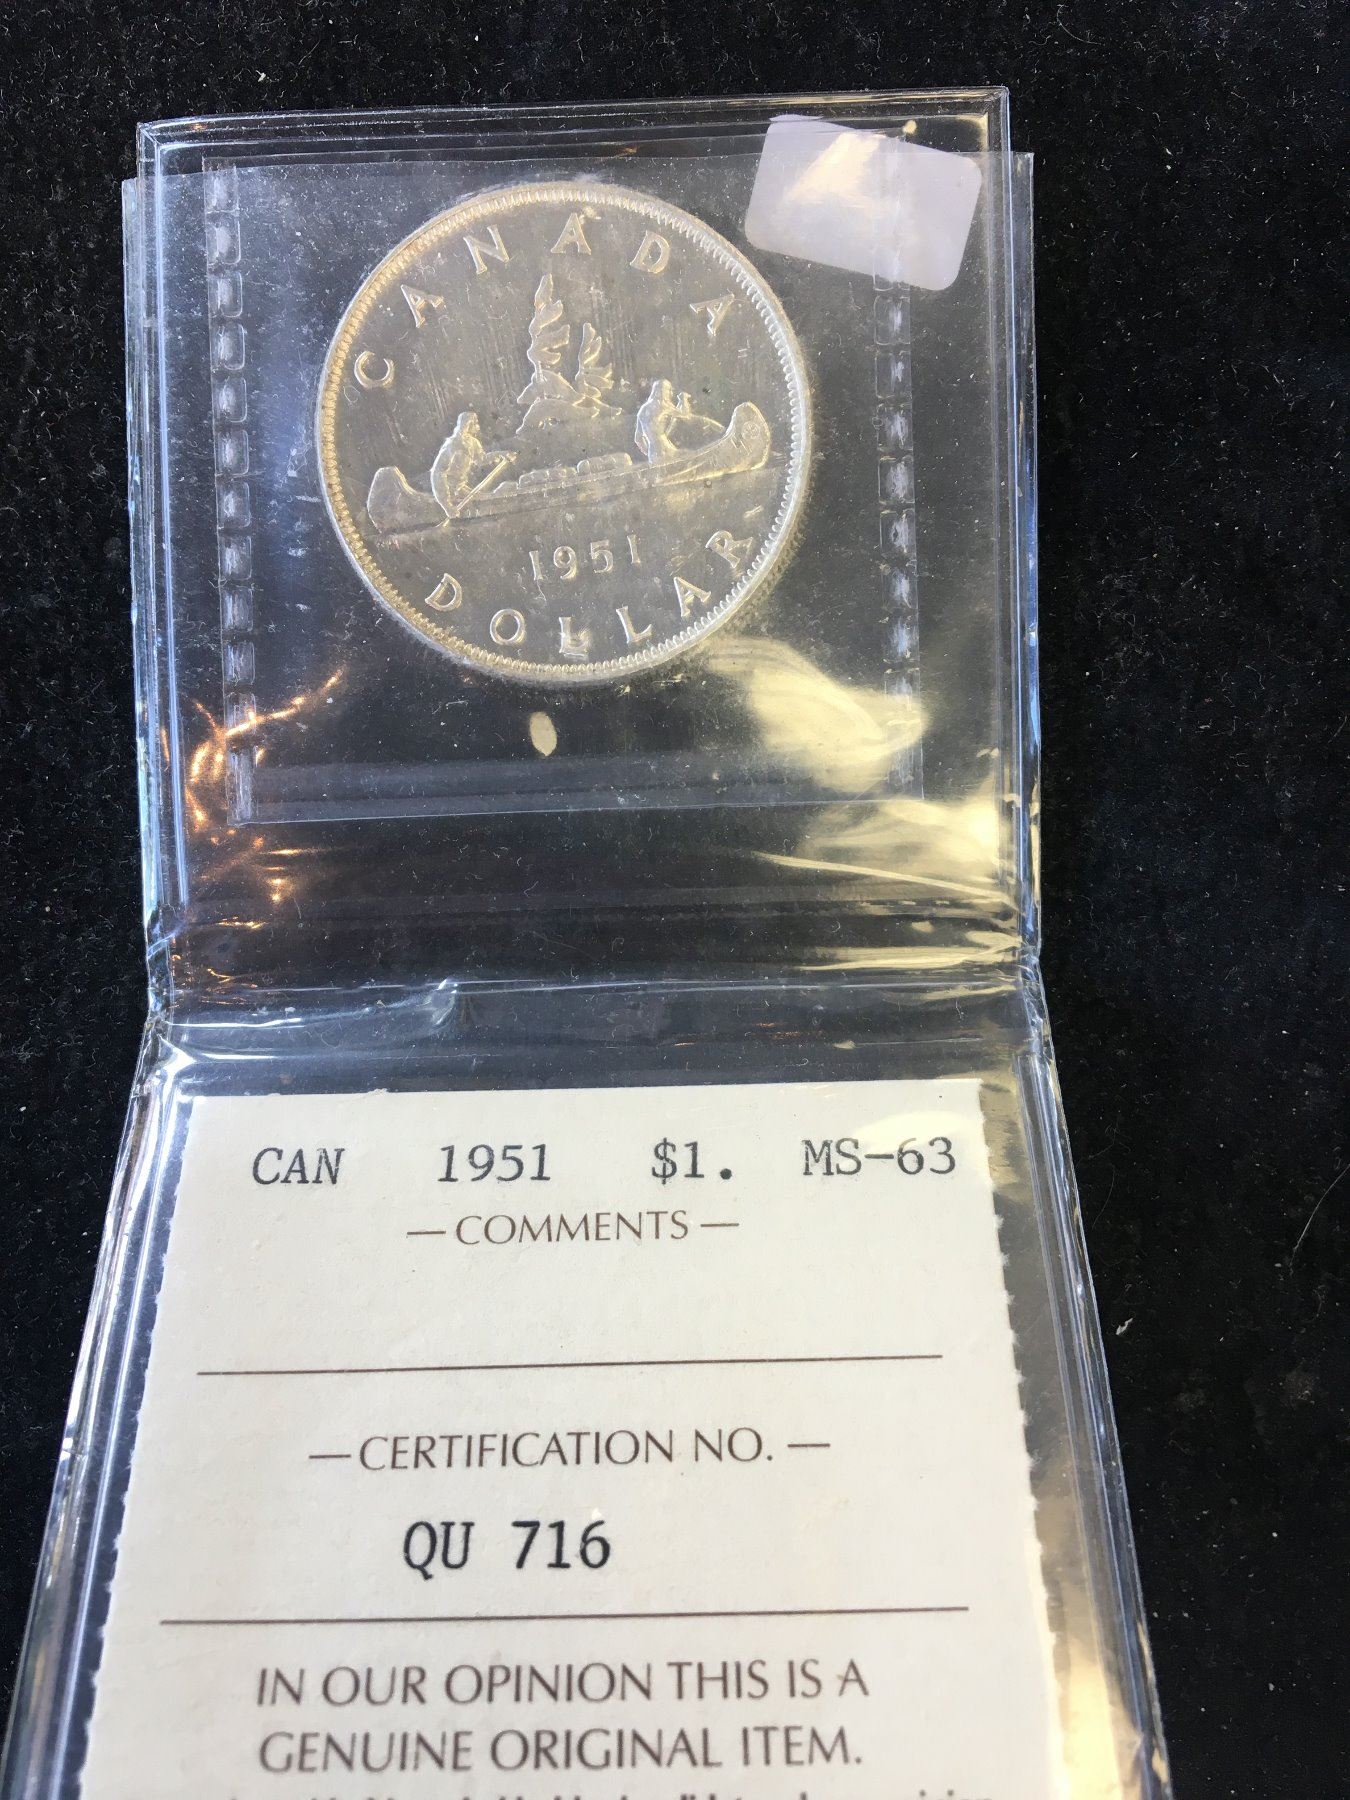 CANADA
1951
DOLLAR
CAN 1951 $1. MS-63
— COMMENTS —
— CERTIFICATION NO. —
QU 716
IN OUR OPINION THIS IS A
GENUINE ORIGINAL ITEM.